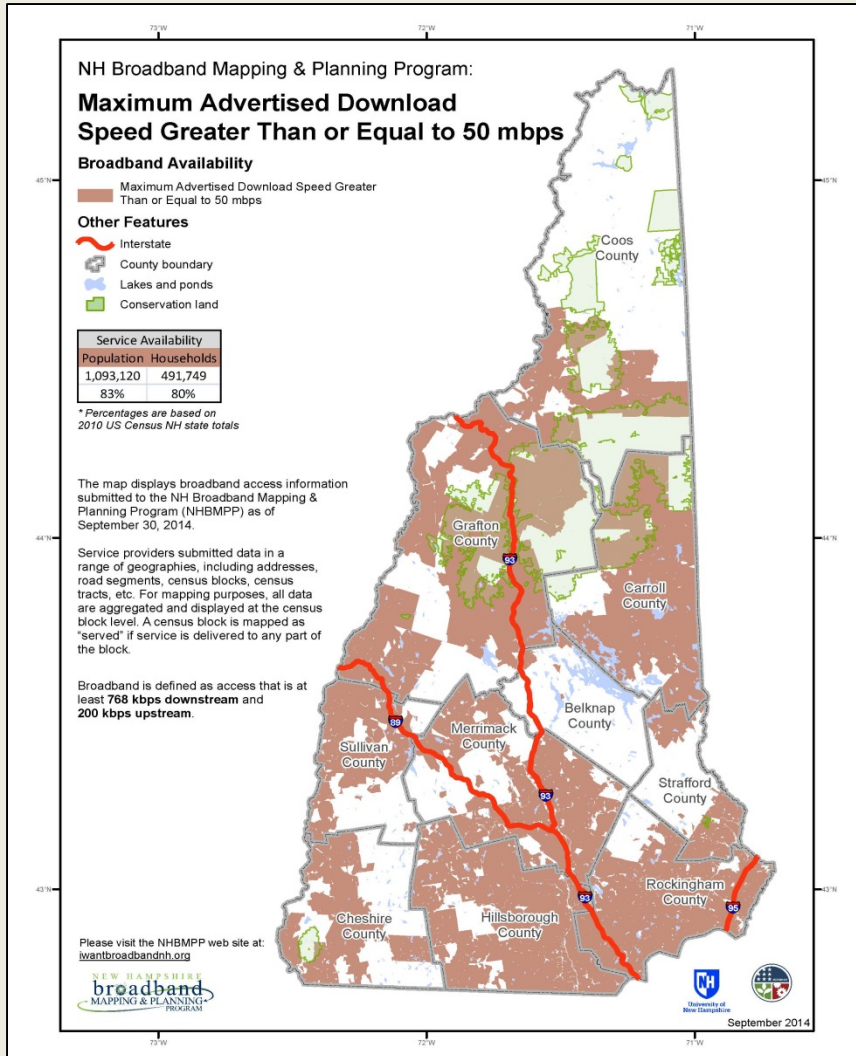 73°W
72°W
71°W
NH Broadband Mapping & Planning Program:
Maximum Advertised Download
Speed Greater Than or Equal to 50 mbps
Broadband Availability
Maximum Advertised Download Speed Greater
Than or Equal to 50 mbps
Other Features
Interstate
County boundary
Lakes and ponds
Conservation land
Service Availability
Population Households
1,093,120 491,749
83% 80%
* Percentages are based on
2010 US Census NH state totals
The map displays broadband access information
submitted to the NH Broadband Mapping &
Planning Program (NHBMPP) as of
September 30, 2014.
Service providers submitted data in a
range of geographies, including addresses,
road segments, census blocks, census
tracts, etc. For mapping purposes, all data
are aggregated and displayed at the census
block level. A census block is mapped as
"served" if service is delivered to any part of
the block.
Broadband is defined as access that is at
least 768 kbps downstream and
200 kbps upstream.
Please visit the NHBMPP web site at:
iwantbroadbandnh.org
NEW HAMPSHIRE
broadband
MAPPING & PLANNING
PROGRAM
45°N
45°N
Coos
County
44°N
44°N
Grafton
County
93
Carroll
County
Belknap
County
Merrimack
County
89
Sullivan
County
Strafford
County
93
43°N
43°N
Rockingham
County
93
95
Cheshire
County
Hillsborough
County
University of
New Hampshire
September 2014
73°W
72°W
71°W